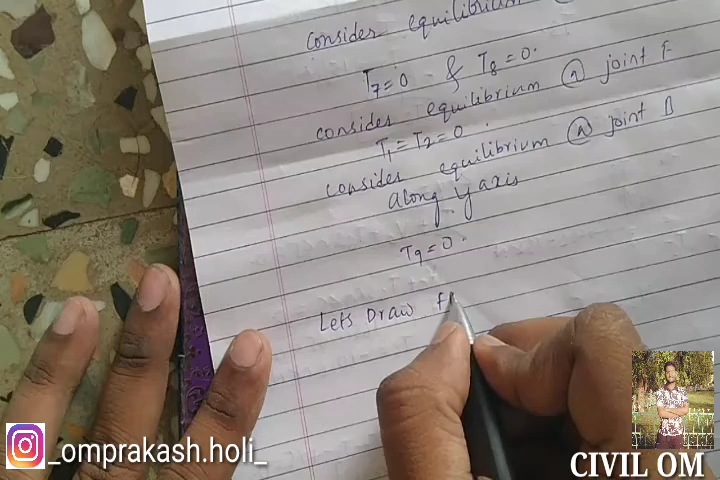 consider equilibrium
T7=0 & T8=0.
consider equilibrium @ joint F
T1=T2=0.
consider equilibrium @ joint B
along y axis
T9=0.
Lets Draw
_omprakash.holi_
CIVIL OM